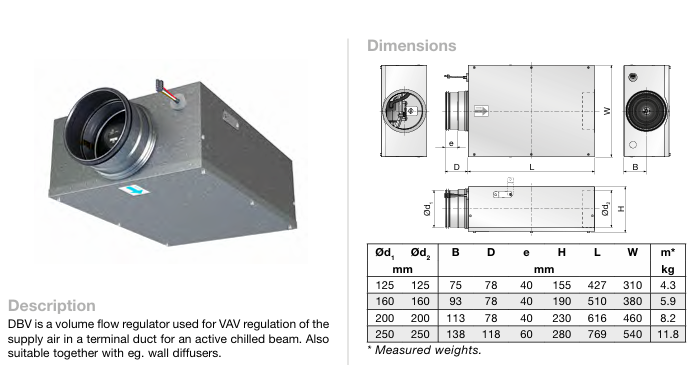 Dimensions
W
e
D
L
B
Ød1
Ød2
H
Ød1 Ød2 B D e H L W m*
mm mm kg
125 125 75 78 40 155 427 310 4.3
160 160 93 78 40 190 510 380 5.9
200 200 113 78 40 230 616 460 8.2
250 250 138 118 60 280 769 540 11.8
* Measured weights.
Description
DBV is a volume flow regulator used for VAV regulation of the
supply air in a terminal duct for an active chilled beam. Also
suitable together with eg. wall diffusers.